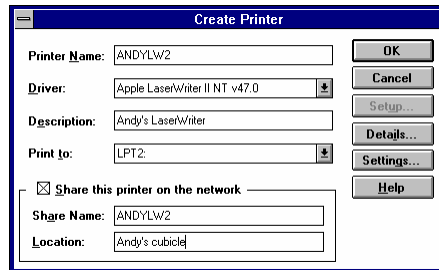 Create Printer
Printer Name: ANDYLW2
Driver: Apple LaserWriter II NT v47.0
Description: Andy's LaserWriter
Print to: LPT2:
Share this printer on the network
Share Name: ANDYLW2
Location: Andy's cubicle
OK
Cancel
Setup...
Details...
Settings...
Help